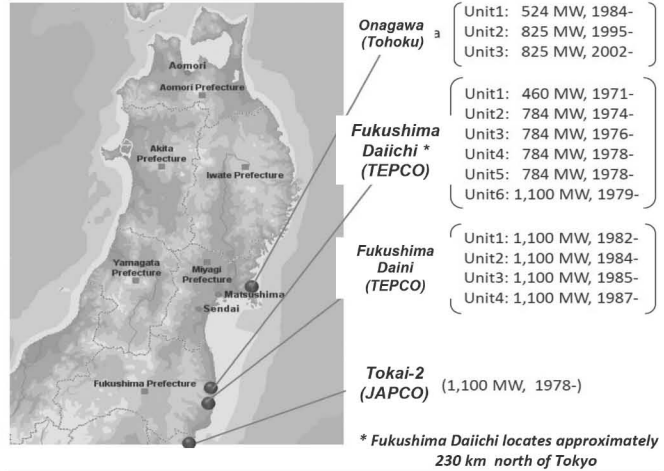 Onagawa
(Tohoku)
a
Unit1: 524 MW, 1984-
Unit2: 825 MW, 1995-
Unit3: 825 MW, 2002-
Fukushima
Daiichi *
(TEPCO)
Unit1: 460 MW, 1971-
Unit2: 784 MW, 1974-
Unit3: 784 MW, 1976-
Unit4: 784 MW, 1978-
Unit5: 784 MW, 1978-
Unit6: 1,100 MW, 1979-
Fukushima
Daini
(TEPCO)
Unit1: 1,100 MW, 1982-
Unit2: 1,100 MW, 1984-
Unit3: 1,100 MW, 1985-
Unit4: 1,100 MW, 1987-
Tokai-2
(JAPCO)
(1,100 MW, 1978-)
* Fukushima Daiichi locates approximately
230 km north of Tokyo
Aomori
Aomori Prefecture
Akita
Prefecture
Iwate Prefecture
Yamagata
Prefecture
Miyagi
Prefecture
Matsushima
Sendai
Fukushima Prefecture